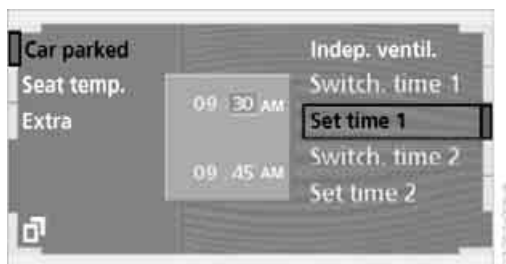 Car parked
Seat temp.
Extra
09 30 AM
09 45 AM
Indep. ventil.
Switch. time 1
Set time 1
Switch. time 2
Set time 2